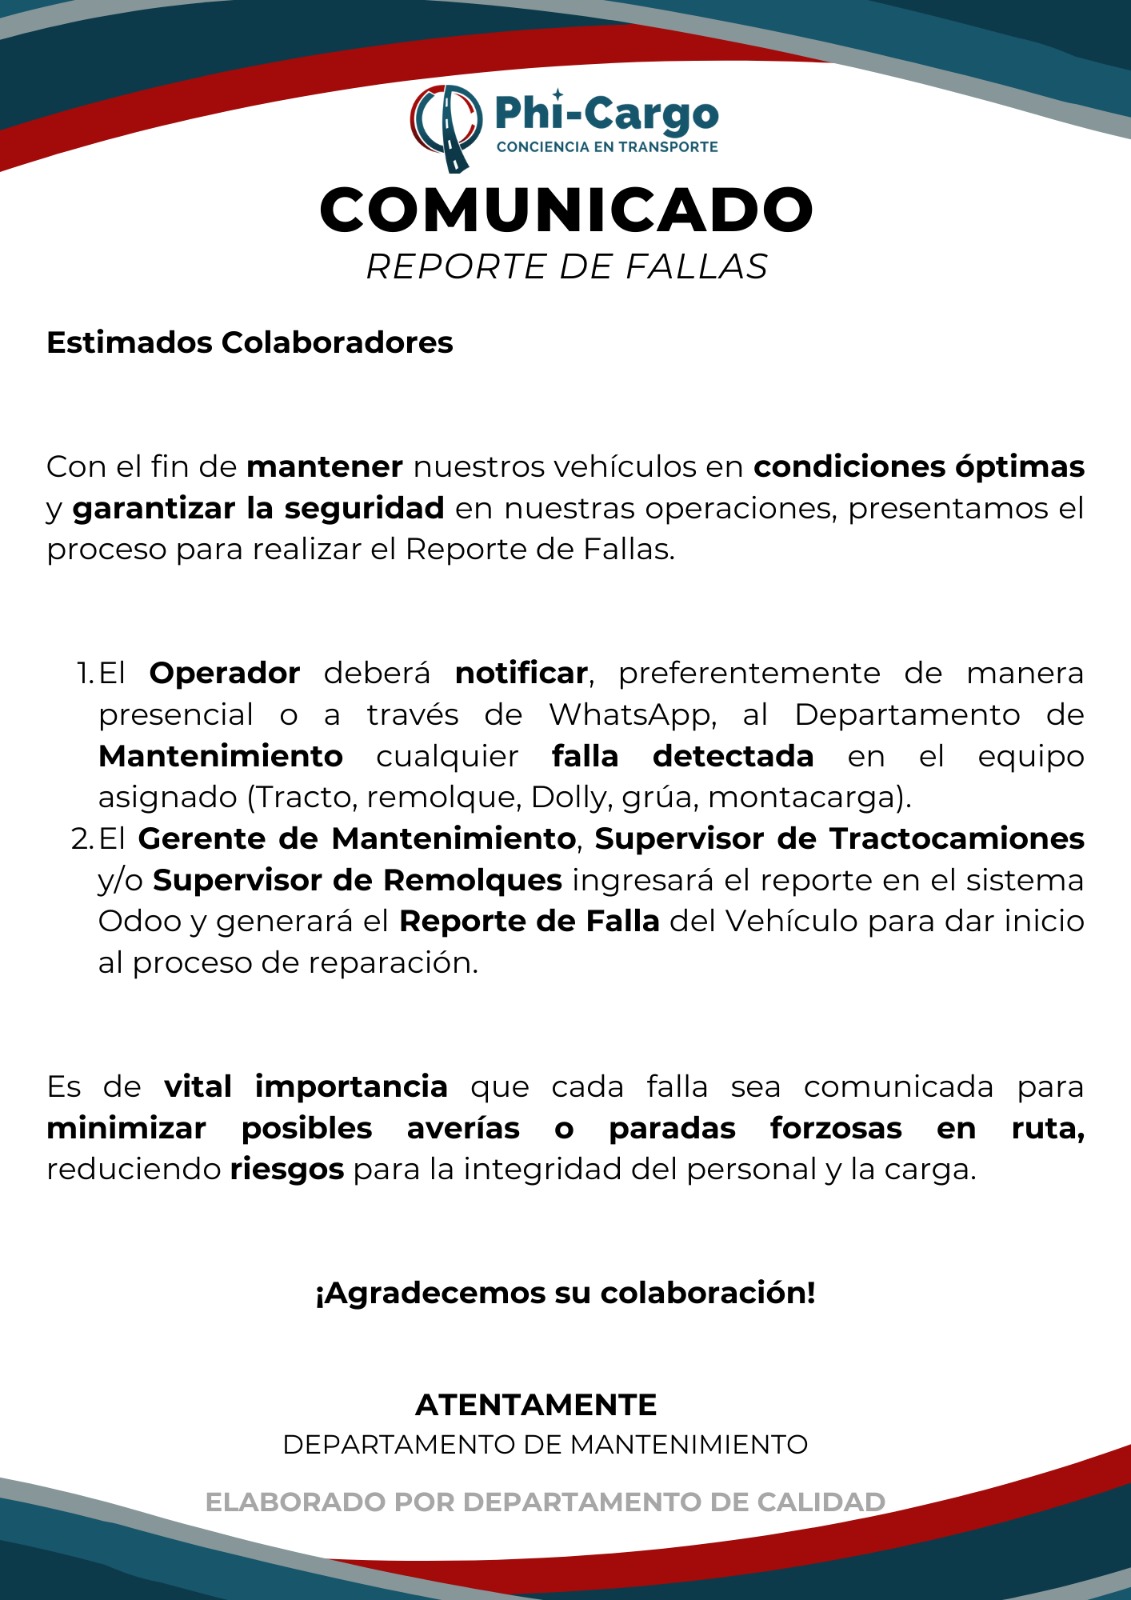 Phi-Cargo
CONCIENCIA EN TRANSPORTE
COMUNICADO
REPORTE DE FALLAS
Estimados Colaboradores
Con el fin de mantener nuestros vehículos en condiciones óptimas
y garantizar la seguridad en nuestras operaciones, presentamos el
proceso para realizar el Reporte de Fallas.
1. El Operador deberá notificar, preferentemente de manera
presencial o a través de WhatsApp, al Departamento de
Mantenimiento cualquier falla detectada en el equipo
asignado (Tracto, remolque, Dolly, grúa, montacarga).
2. El Gerente de Mantenimiento, Supervisor de Tractocamiones
y/o Supervisor de Remolques ingresará el reporte en el sistema
Odoo y generará el Reporte de Falla del Vehículo para dar inicio
al proceso de reparación.
Es de vital importancia que cada falla sea comunicada para
minimizar posibles averías o paradas forzosas en ruta,
reduciendo riesgos para la integridad del personal y la carga.
¡Agradecemos su colaboración!
ATENTAMENTE
DEPARTAMENTO DE MANTENIMIENTO
ELABORADO POR DEPARTAMENTO DE CALIDAD